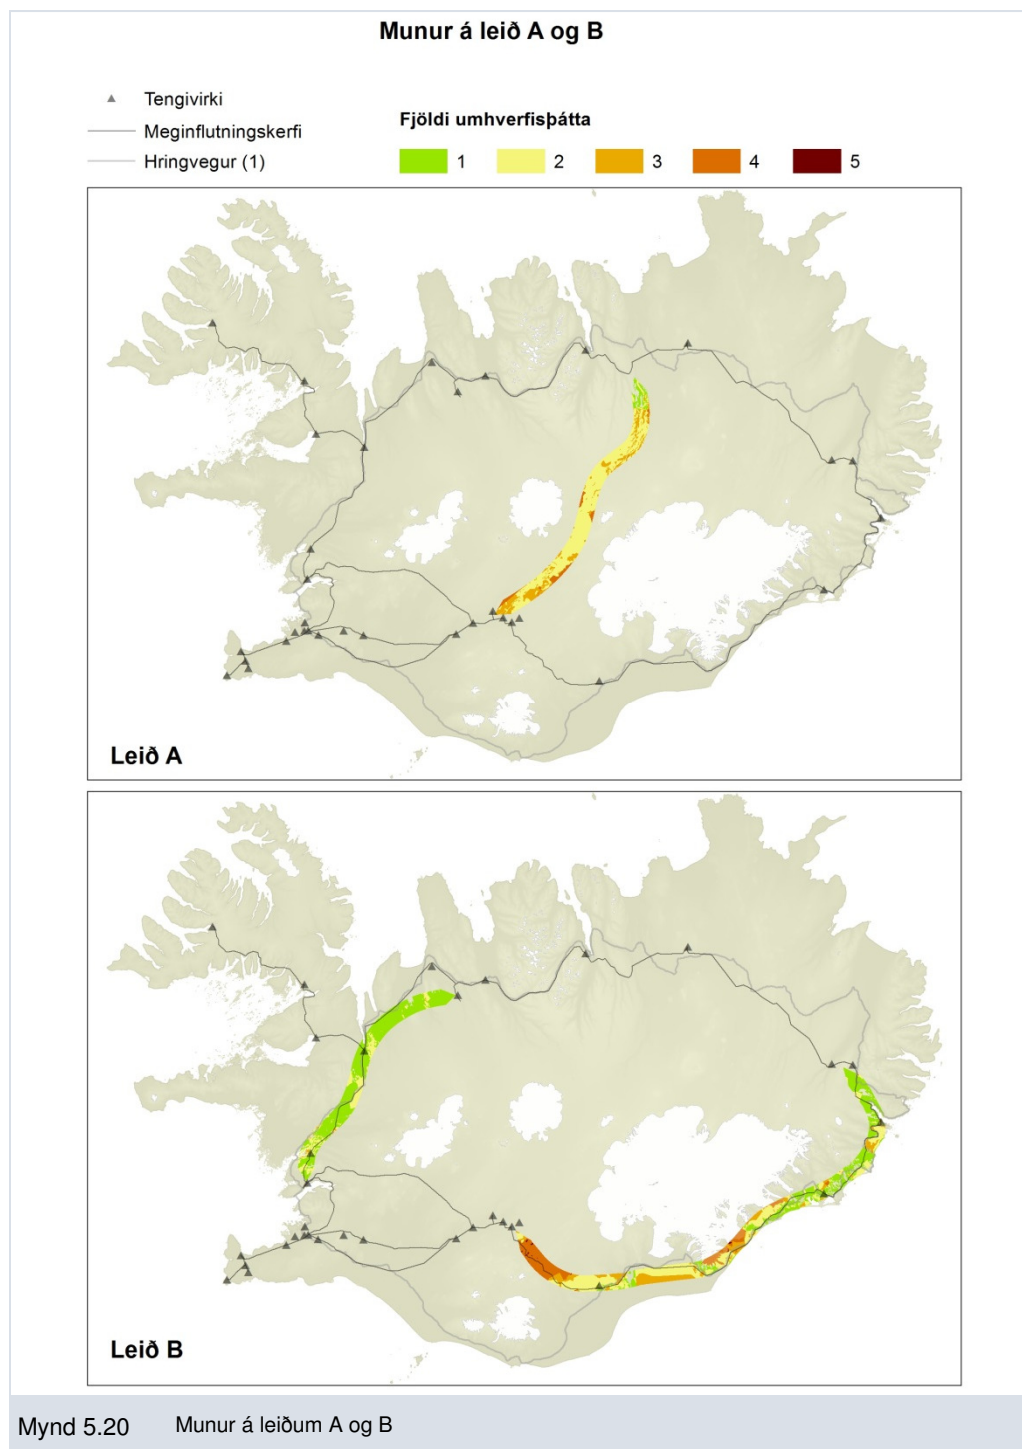 Munur á leið A og B
Tengivirki
Meginflutningskerfi
Hringvegur (1)
Fjöldi umhverfisþátta
1 2 3 4 5
Leið A
Leið B
Mynd 5.20 Munur á leiðum A og B